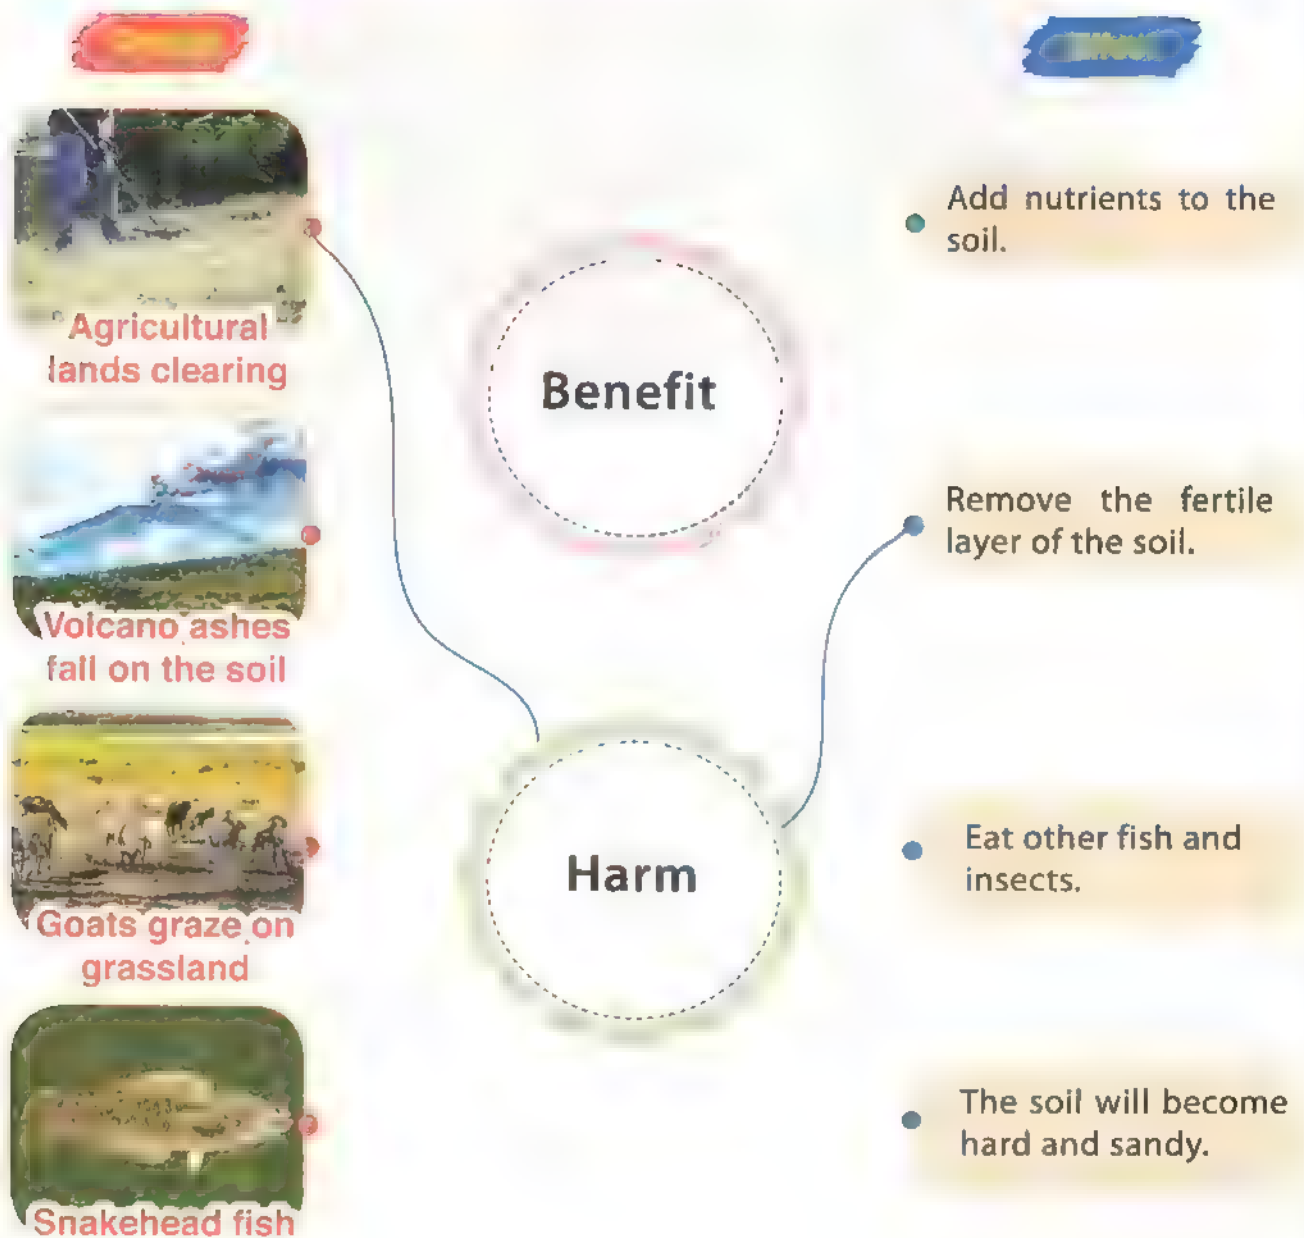 Agricultural
lands clearing
Volcano ashes
fall on the soil
Goats graze on
grassland
Snakehead fish
Benefit
Harm
Add nutrients to the
soil.
Remove the fertile
layer of the soil.
Eat other fish and
insects.
The soil will become
hard and sandy.